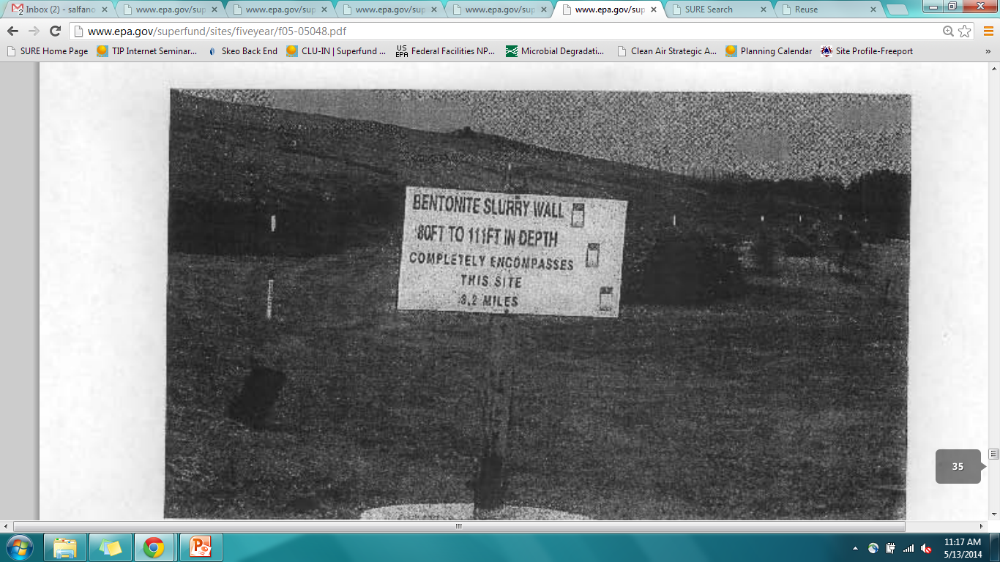 Inbox (2) - salfano
www.epa.gov/sup
www.epa.gov/sup
www.epa.gov/sup
www.epa.gov/sup
www.epa.gov/sup
SURE Search
Reuse
www.epa.gov/superfund/sites/fiveyear/f05-05048.pdf
SURE Home Page
TIP Internet Seminar...
Skeo Back End
CLU-IN | Superfund ...
US EPA
Federal Facilities NP...
Microbial Degradati...
Clean Air Strategic A...
Planning Calendar
Site Profile-Freeport
»
BENTONITE SLURRY WALL
80FT TO 111FT IN DEPTH
COMPLETELY ENCOMPASSES
THIS SITE
MILES
35
11:17 AM
5/13/2014